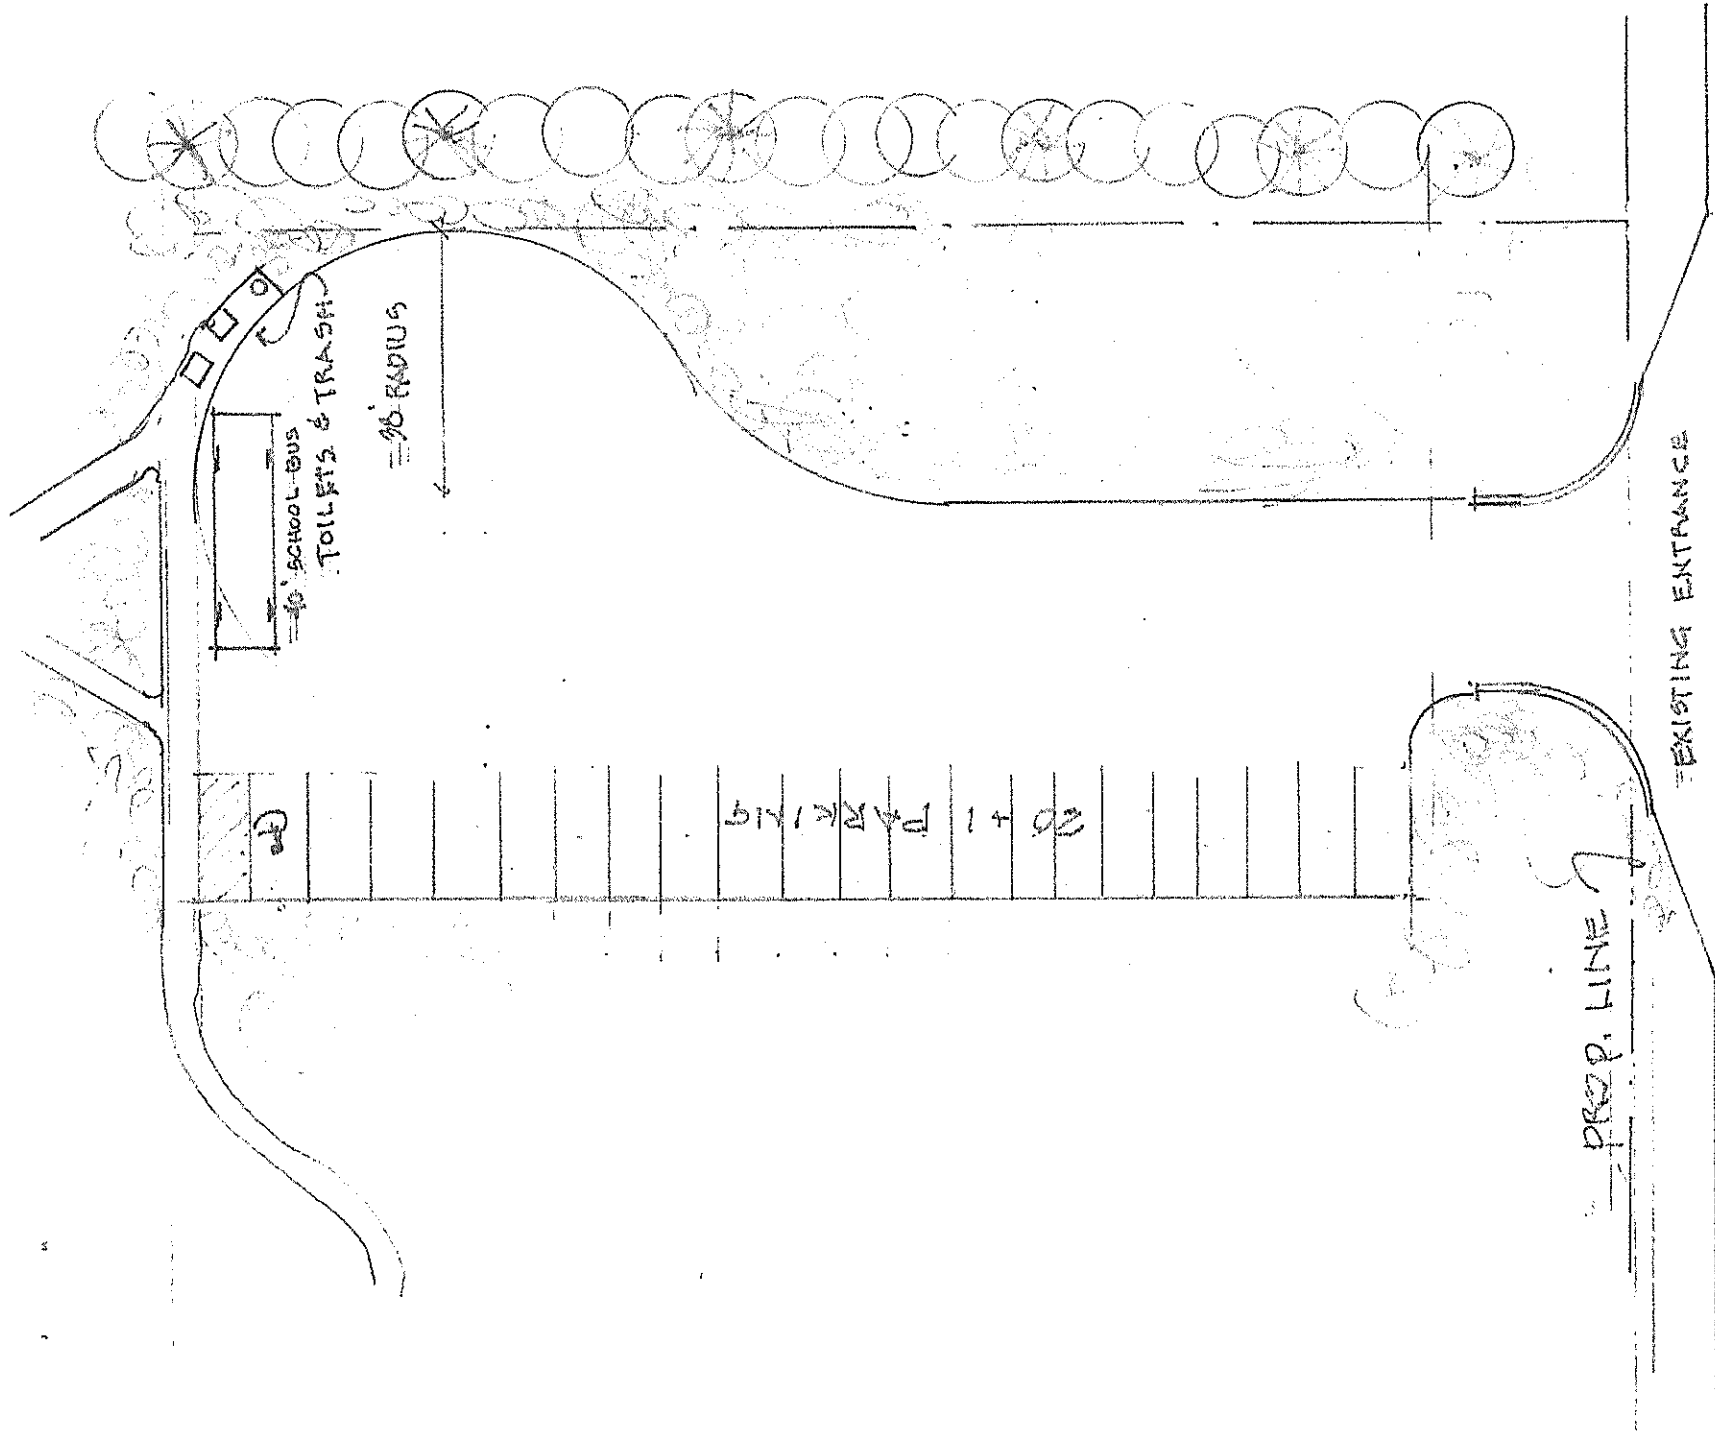 TOILETS & TRASH
40' SCHOOL BUS
38' RADIUS
20 + 1 PARKING
PROP. LINE
EXISTING ENTRANCE